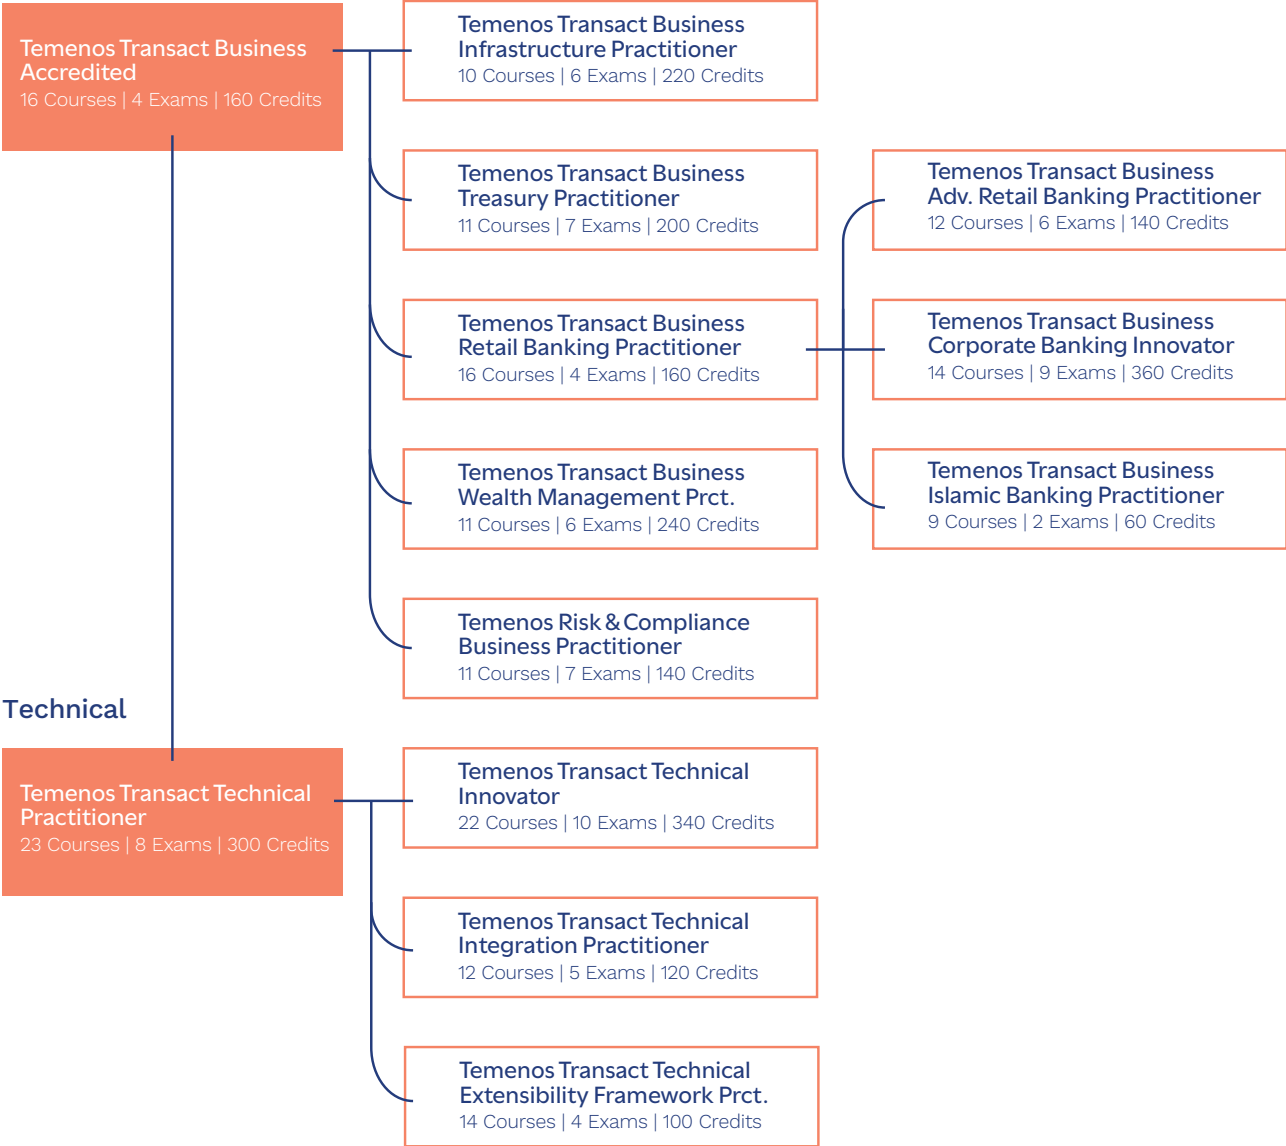 Temenos Transact Business
Accredited
16 Courses | 4 Exams | 160 Credits
Temenos Transact Business
Infrastructure Practitioner
10 Courses | 6 Exams | 220 Credits
Temenos Transact Business
Treasury Practitioner
11 Courses | 7 Exams | 200 Credits
Temenos Transact Business
Adv. Retail Banking Practitioner
12 Courses | 6 Exams | 140 Credits
Temenos Transact Business
Retail Banking Practitioner
16 Courses | 4 Exams | 160 Credits
Temenos Transact Business
Corporate Banking Innovator
14 Courses | 9 Exams | 360 Credits
Temenos Transact Business
Wealth Management Prct.
11 Courses | 6 Exams | 240 Credits
Temenos Transact Business
Islamic Banking Practitioner
9 Courses | 2 Exams | 60 Credits
Temenos Risk & Compliance
Business Practitioner
11 Courses | 7 Exams | 140 Credits
Technical
Temenos Transact Technical
Practitioner
23 Courses | 8 Exams | 300 Credits
Temenos Transact Technical
Innovator
22 Courses | 10 Exams | 340 Credits
Temenos Transact Technical
Integration Practitioner
12 Courses | 5 Exams | 120 Credits
Temenos Transact Technical
Extensibility Framework Prct.
14 Courses | 4 Exams | 100 Credits